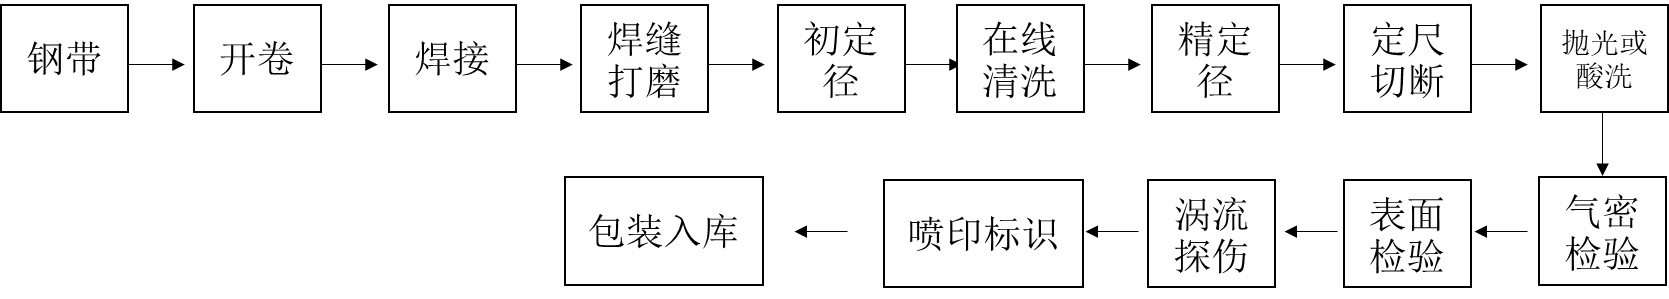 钢带
开卷
焊接
焊缝
打磨
初定
径
在线
清洗
精定
径
定尺
切断
抛光或
酸洗
气密
检验
表面
检验
涡流
探伤
喷印标识
包装入库